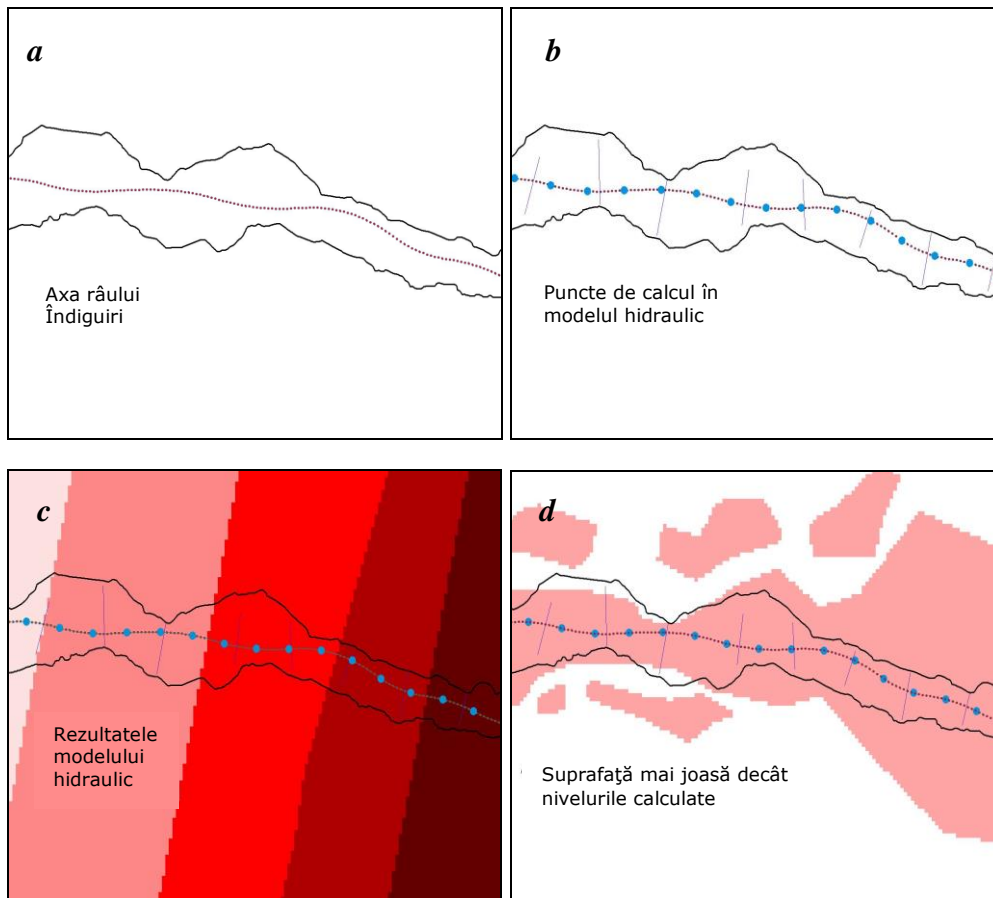 a
Axa râului
Îndiguiri
b
Puncte de calcul în
modelul hidraulic
c
Rezultatele
modelului
hidraulic
d
Suprafaţă mai joasă decât
nivelurile calculate